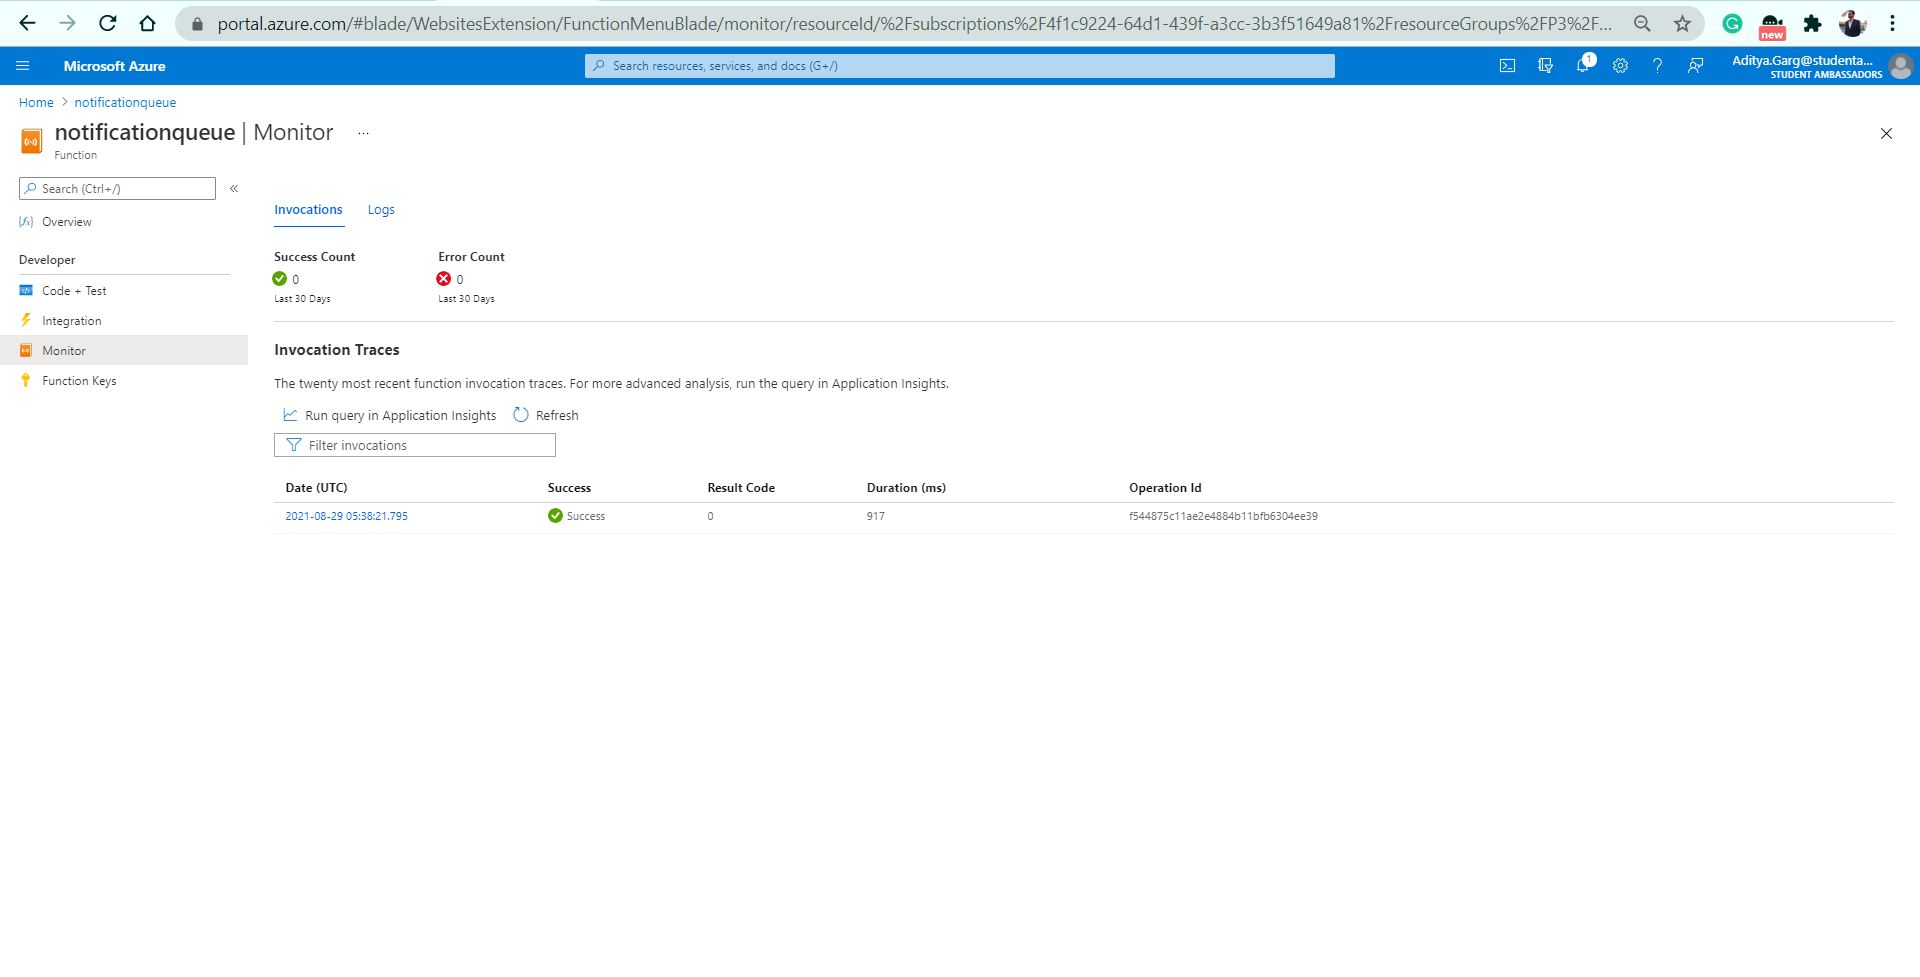 portal.azure.com/#blade/WebsitesExtension/FunctionMenuBlade/monitor/resourceId/%2Fsubscriptions%2F4f1c9224-64d1-439f-a3cc-3b3f51649a81%2FresourceGroups%2FP3%2F...
new
Microsoft Azure
Search resources, services, and docs (G+/)
1
Aditya.Garg@studenta...
STUDENT AMBASSADORS
Home > notificationqueue
notificationqueue | Monitor ...
Function
Search (Ctrl+/)
«
Overview
Developer
Code + Test
Integration
Monitor
Function Keys
Invocations Logs
Success Count Error Count
0 0
Last 30 Days Last 30 Days
Invocation Traces
The twenty most recent function invocation traces. For more advanced analysis, run the query in Application Insights.
Run query in Application Insights Refresh
Filter invocations
Date (UTC) Success Result Code Duration (ms) Operation Id
2021-08-29 05:38:21.795 Success 0 917 f544875c11ae2e4884b11bfb6304ee39